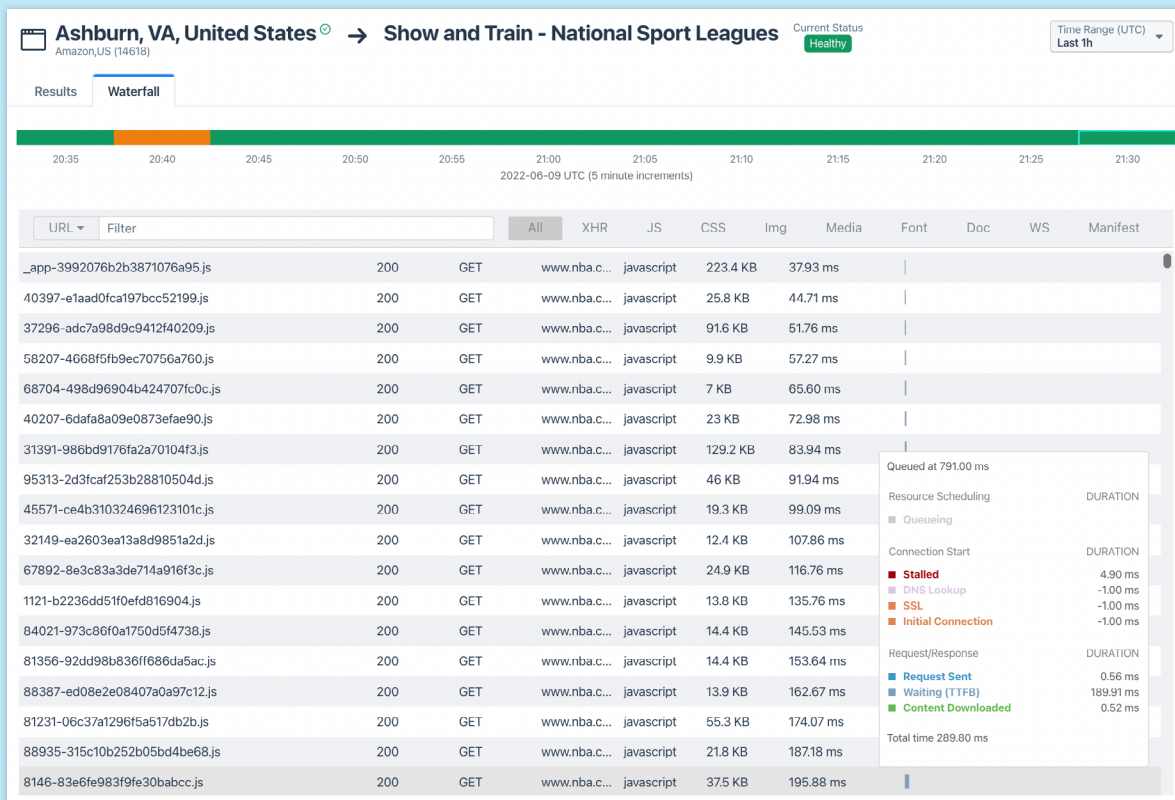 Ashburn, VA, United States → Show and Train - National Sport Leagues
Amazon,US (14618)
Current Status
Healthy
Time Range (UTC)
Last 1h
Results Waterfall
20:35 20:40 20:45 20:50 20:55 21:00 21:05 21:10 21:15 21:20 21:25 21:30
2022-06-09 UTC (5 minute increments)
URL Filter All XHR JS CSS Img Media Font Doc WS Manifest
_app-3992076b2b3871076a95.js 200 GET www.nba.c... javascript 223.4 KB 37.93 ms
40397-e1aad0fca197bcc52199.js 200 GET www.nba.c... javascript 25.8 KB 44.71 ms
37296-adc7a98d9c9412f40209.js 200 GET www.nba.c... javascript 91.6 KB 51.76 ms
58207-4668f5fb9ec70756a760.js 200 GET www.nba.c... javascript 9.9 KB 57.27 ms
68704-498d96904b424707fc0c.js 200 GET www.nba.c... javascript 7 KB 65.60 ms
40207-6dafa8a09e0873efae90.js 200 GET www.nba.c... javascript 23 KB 72.98 ms
31391-986bd9176fa2a70104f3.js 200 GET www.nba.c... javascript 129.2 KB 83.94 ms
95313-2d3fcaf253b28810504d.js 200 GET www.nba.c... javascript 46 KB 91.94 ms
45571-ce4b310324696123101c.js 200 GET www.nba.c... javascript 19.3 KB 99.09 ms
32149-ea2603ea13a8d9851a2d.js 200 GET www.nba.c... javascript 12.4 KB 107.86 ms
67892-8e3c83a3de714a916f3c.js 200 GET www.nba.c... javascript 24.9 KB 116.76 ms
1121-b2236dd51f0efd816904.js 200 GET www.nba.c... javascript 13.8 KB 135.76 ms
84021-973c86f0a1750d5f4738.js 200 GET www.nba.c... javascript 14.4 KB 145.53 ms
81356-92dd98b836ff686da5ac.js 200 GET www.nba.c... javascript 14.4 KB 153.64 ms
88387-ed08e2e08407a0a97c12.js 200 GET www.nba.c... javascript 13.9 KB 162.67 ms
81231-06c37a1296f5a517db2b.js 200 GET www.nba.c... javascript 55.3 KB 174.07 ms
88935-315c10b252b05bd4be68.js 200 GET www.nba.c... javascript 21.8 KB 187.18 ms
8146-83e6fe983f9fe30babcc.js 200 GET www.nba.c... javascript 37.5 KB 195.88 ms
Queued at 791.00 ms
Resource Scheduling DURATION
Queueing
Connection Start DURATION
Stalled 4.90 ms
DNS Lookup -1.00 ms
SSL -1.00 ms
Initial Connection -1.00 ms
Request/Response DURATION
Request Sent 0.56 ms
Waiting (TTFB) 189.91 ms
Content Downloaded 0.52 ms
Total time 289.80 ms